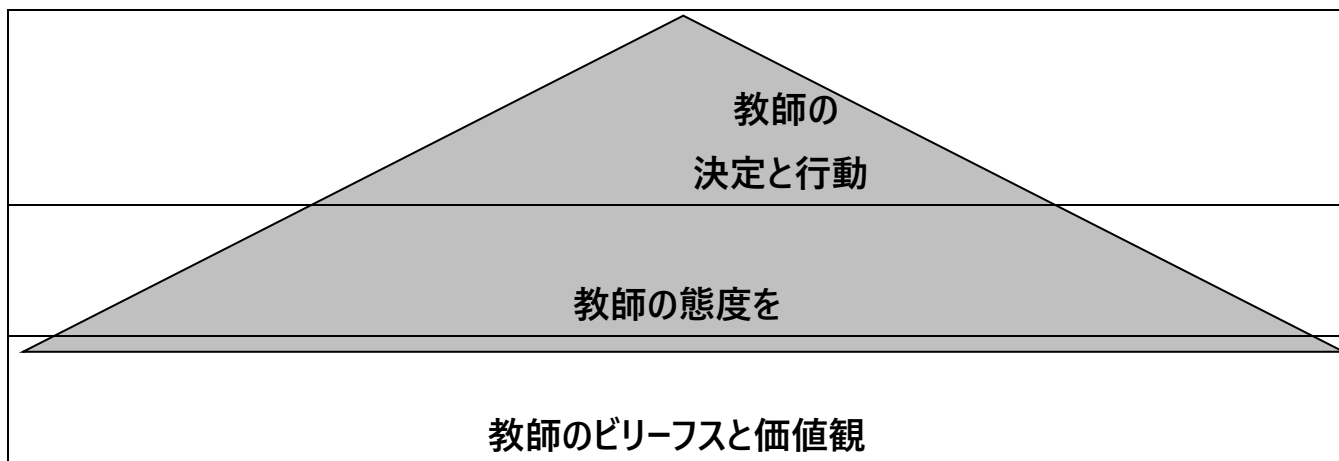 教師の
決定と行動
教師の態度を
教師のビリーフスと価値観